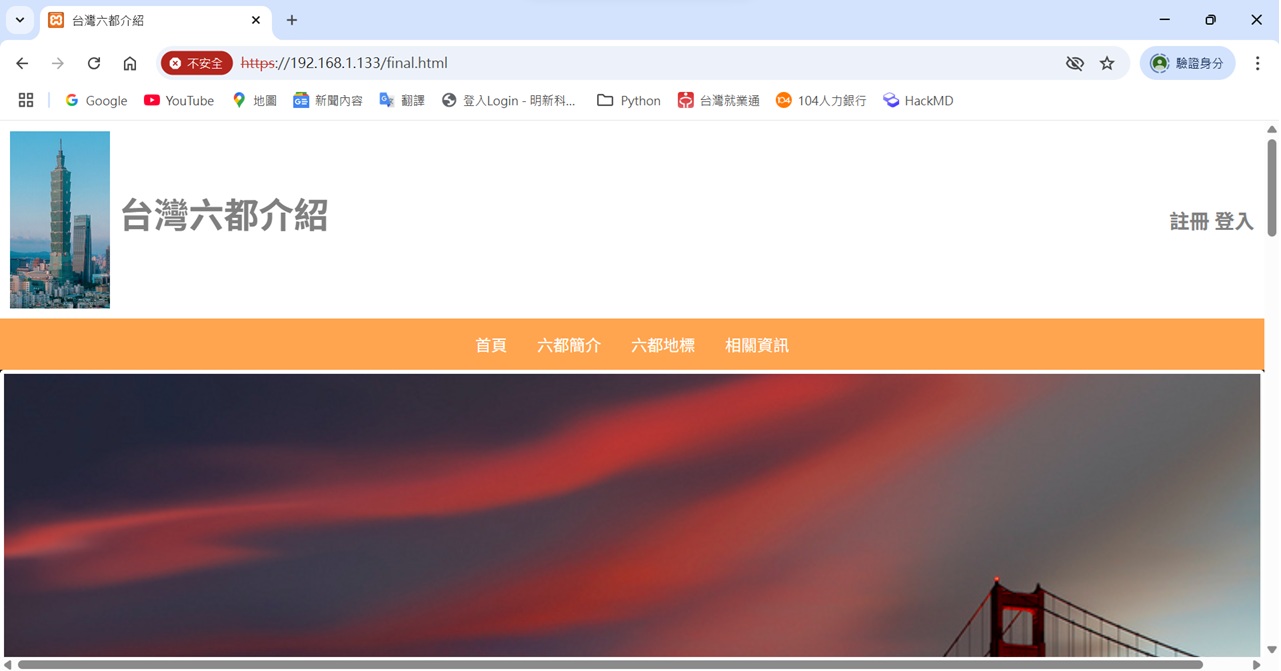 台灣六都介紹
不安全 https://192.168.1.133/final.html 驗證身分
Google YouTube 地圖 新聞內容 翻譯 登入Login - 明新科... Python 台灣就業通 104人力銀行 HackMD
台灣六都介紹
註冊 登入
首頁 六都簡介 六都地標 相關資訊